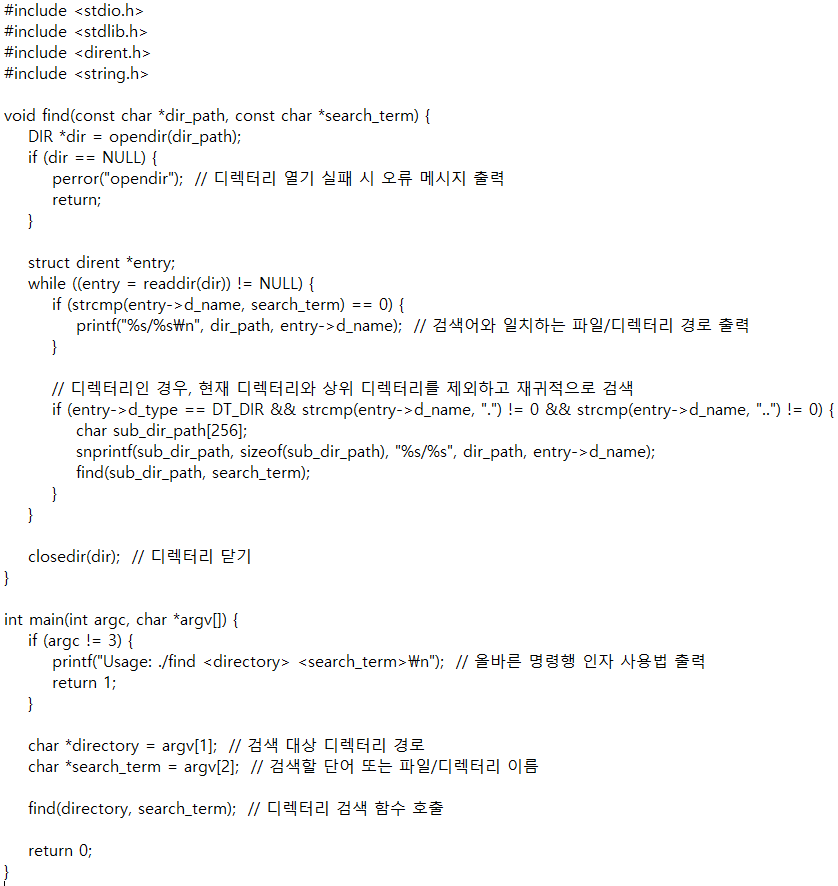 #include <stdio.h>
#include <stdlib.h>
#include <dirent.h>
#include <string.h>

void find(const char *dir_path, const char *search_term) {
    DIR *dir = opendir(dir_path);
    if (dir == NULL) {
        perror("opendir");  // 디렉터리 열기 실패 시 오류 메시지 출력
        return;
    }

    struct dirent *entry;
    while ((entry = readdir(dir)) != NULL) {
        if (strcmp(entry->d_name, search_term) == 0) {
            printf("%s/%s₩n", dir_path, entry->d_name);  // 검색어와 일치하는 파일/디렉터리 경로 출력
        }

        // 디렉터리인 경우, 현재 디렉터리와 상위 디렉터리를 제외하고 재귀적으로 검색
        if (entry->d_type == DT_DIR && strcmp(entry->d_name, ".") != 0 && strcmp(entry->d_name, "..") != 0) {
            char sub_dir_path[256];
            snprintf(sub_dir_path, sizeof(sub_dir_path), "%s/%s", dir_path, entry->d_name);
            find(sub_dir_path, search_term);
        }
    }

    closedir(dir);  // 디렉터리 닫기
}

int main(int argc, char *argv[]) {
    if (argc != 3) {
        printf("Usage: ./find <directory> <search_term>₩n");  // 올바른 명령행 인자 사용법 출력
        return 1;
    }

    char *directory = argv[1];  // 검색 대상 디렉터리 경로
    char *search_term = argv[2];  // 검색할 단어 또는 파일/디렉터리 이름

    find(directory, search_term);  // 디렉터리 검색 함수 호출

    return 0;
}